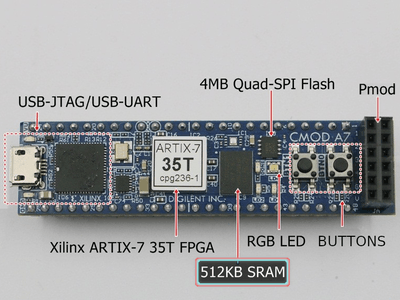 4MB Quad-SPI Flash
Pmod
USB-JTAG/USB-UART
ARTIX-7
35T
cpg236-1
CMOD A7
XILINX
DIGILENT INC.
Xilinx ARTIX-7 35T FPGA
RGB LED
BUTTONS
512KB SRAM